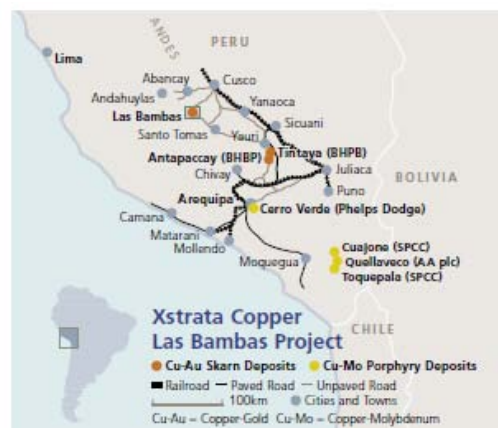 PERU
ANDES
Lima
Abancay
Cusco
Andahuylas
Yanaoca
Las Bambas
Sicuani
Santo Tomas
Yauri
Tintaya (BHPB)
Antapaccay (BHBP)
Chivay
Juliaca
BOLIVIA
Puno
Arequipa
Cerro Verde (Phelps Dodge)
Camana
Matarani
Mollendo
Cuajone (SPCC)
Moquegua
Quellaveco (AA plc)
Toquepala (SPCC)
CHILE
Xstrata Copper
Las Bambas Project
Cu-Au Skarn Deposits Cu-Mo Porphyry Deposits
Railroad Paved Road Unpaved Road
100km Cities and Towns
Cu-Au = Copper-Gold Cu-Mo = Copper-Molybdenum